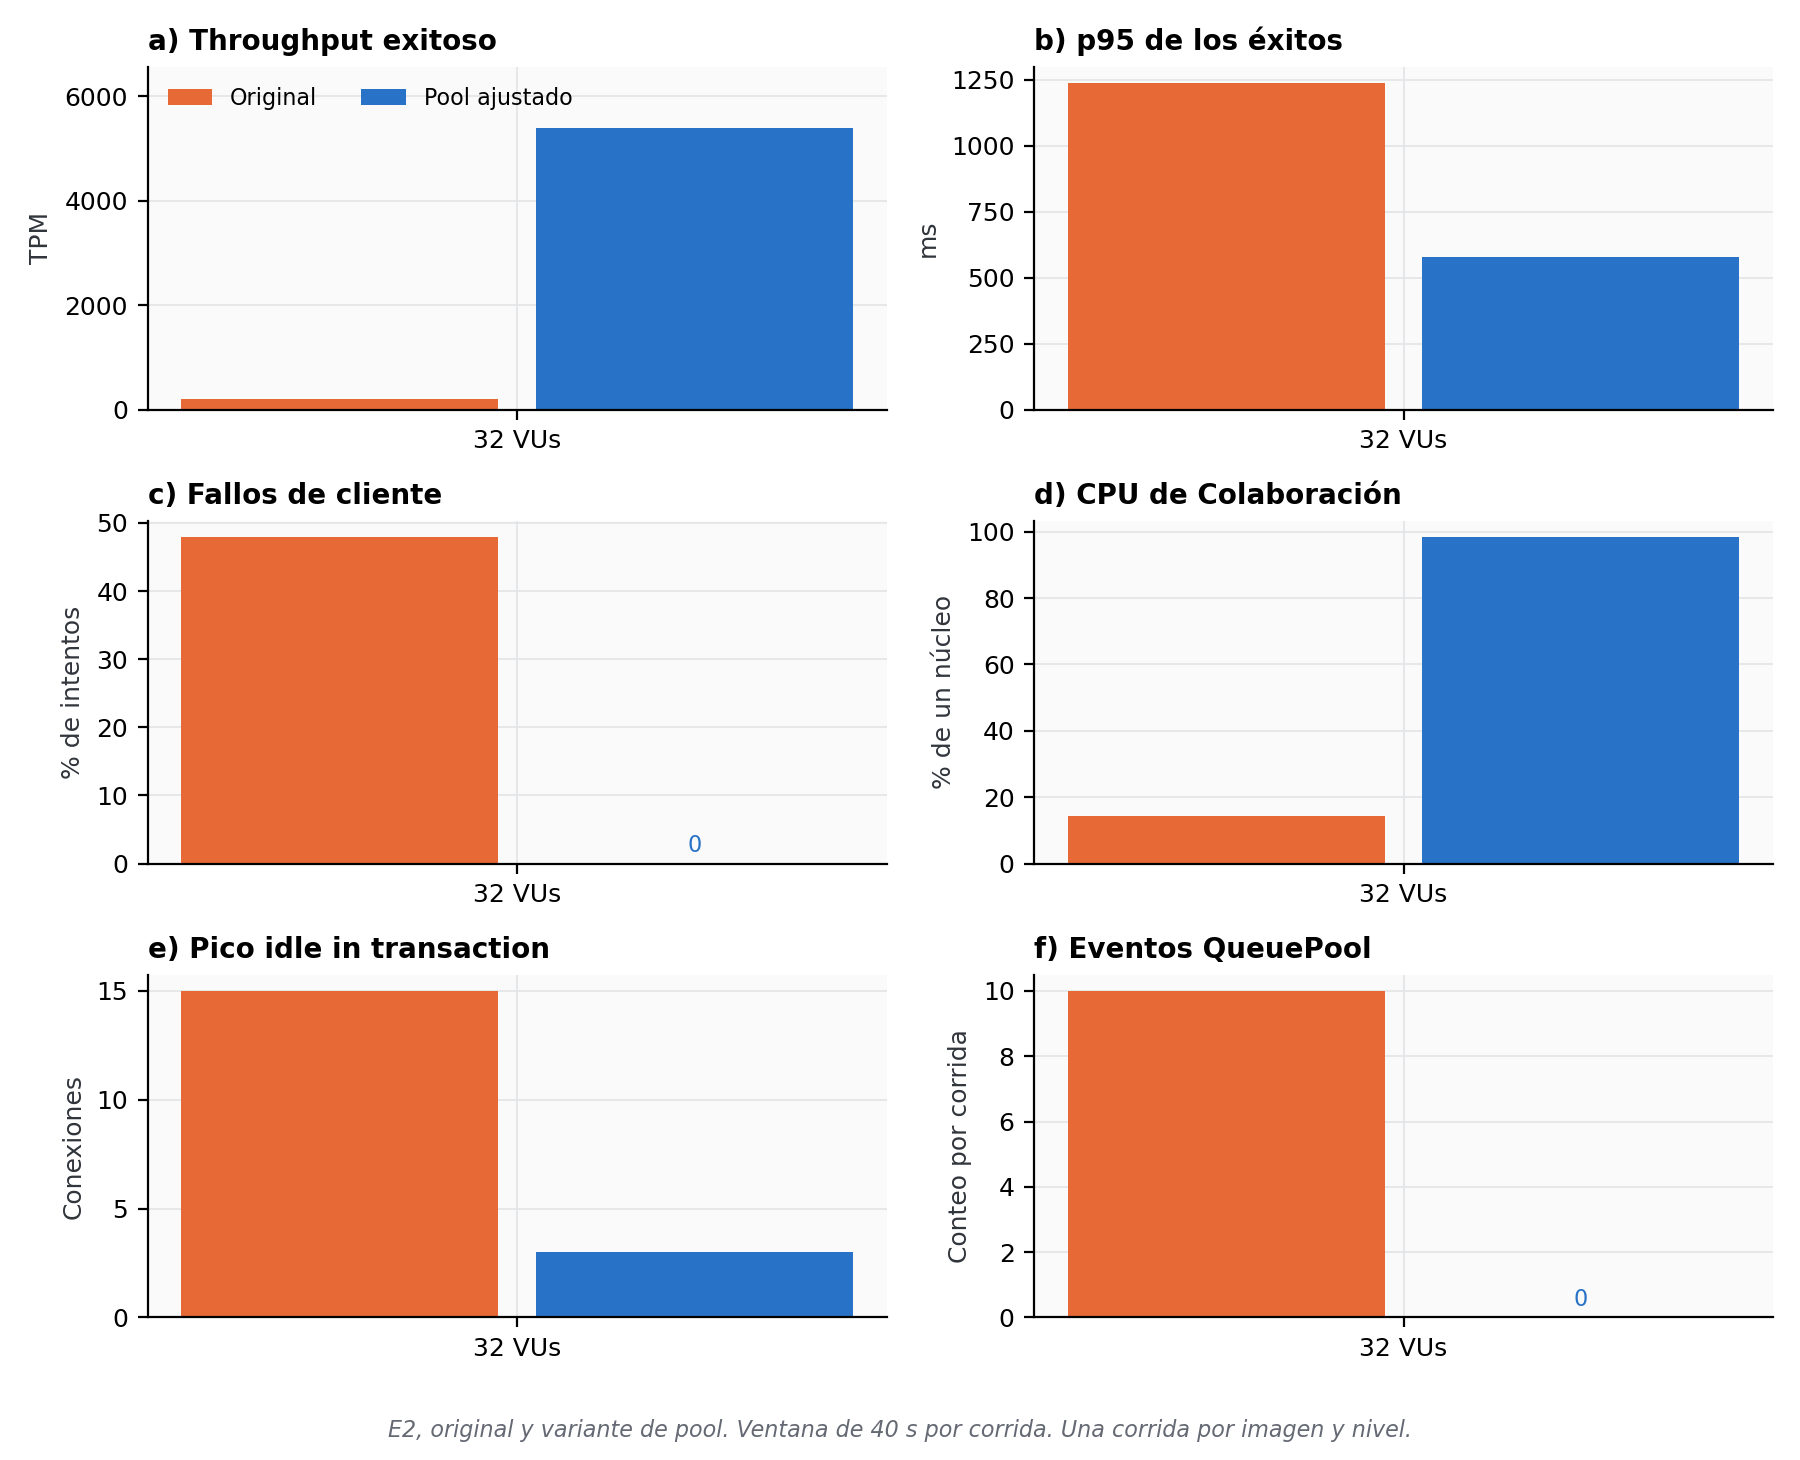 a) Throughput exitoso
6000
4000
2000
0
TPM
Original
Pool ajustado
32 VUs
b) p95 de los éxitos
1250
1000
750
500
250
0
ms
32 VUs
c) Fallos de cliente
50
40
30
20
10
0
% de intentos
0
32 VUs
d) CPU de Colaboración
100
80
60
40
20
0
% de un núcleo
32 VUs
e) Pico idle in transaction
15
10
5
0
Conexiones
32 VUs
f) Eventos QueuePool
10
8
6
4
2
0
Conteo por corrida
0
32 VUs
E2, original y variante de pool. Ventana de 40 s por corrida. Una corrida por imagen y nivel.